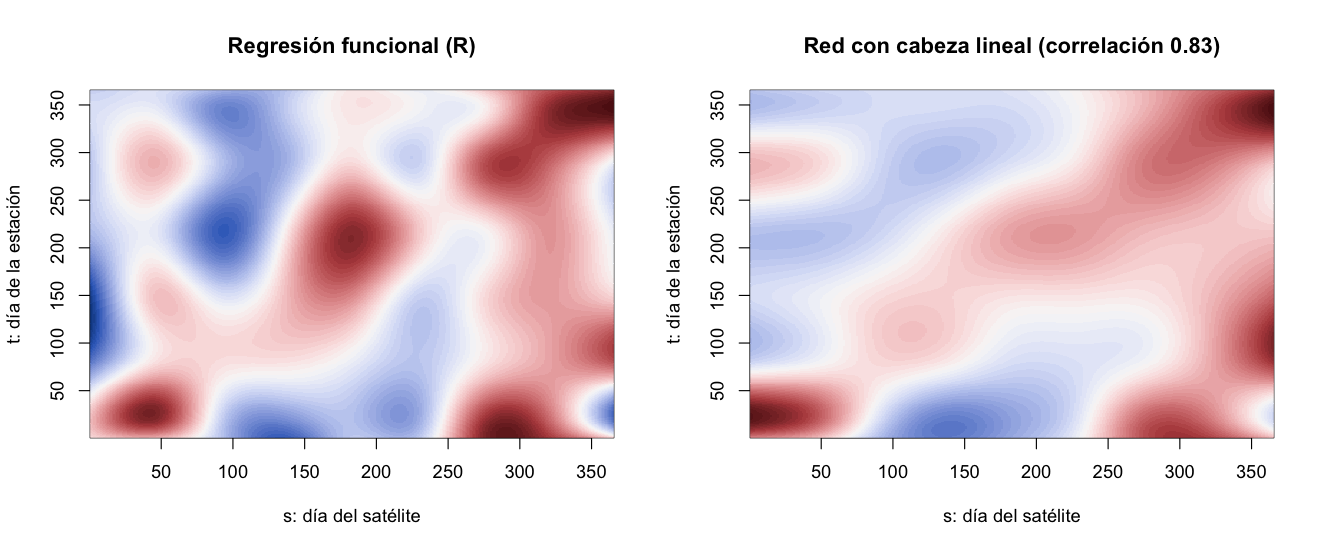 Regresión funcional (R)
t: día de la estación
350
300
250
200
150
100
50
50 100 150 200 250 300 350
s: día del satélite
Red con cabeza lineal (correlación 0.83)
t: día de la estación
350
300
250
200
150
100
50
50 100 150 200 250 300 350
s: día del satélite